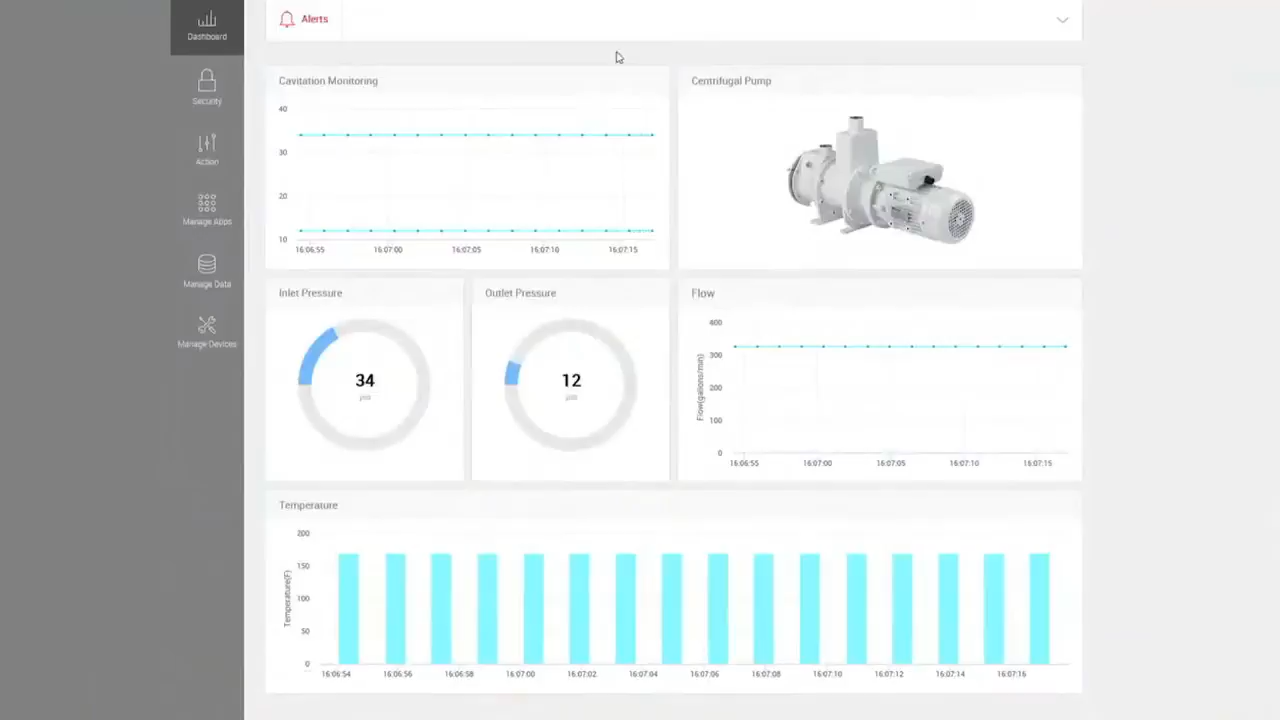 Dashboard
Security
Action
Manage Apps
Manage Data
Manage Devices
Alerts
Cavitation Monitoring
40
30
20
10
16:06:55 16:07:00 16:07:05 16:07:10 16:07:15
Centrifugal Pump
Inlet Pressure
34
psi
Outlet Pressure
12
psi
Flow
Flow(gallons/min)
400
300
200
100
0
16:06:55 16:07:00 16:07:05 16:07:10 16:07:15
Temperature
Temperature(F)
200
150
100
50
0
16:06:54 16:06:56 16:06:58 16:07:00 16:07:02 16:07:04 16:07:06 16:07:08 16:07:10 16:07:12 16:07:14 16:07:16